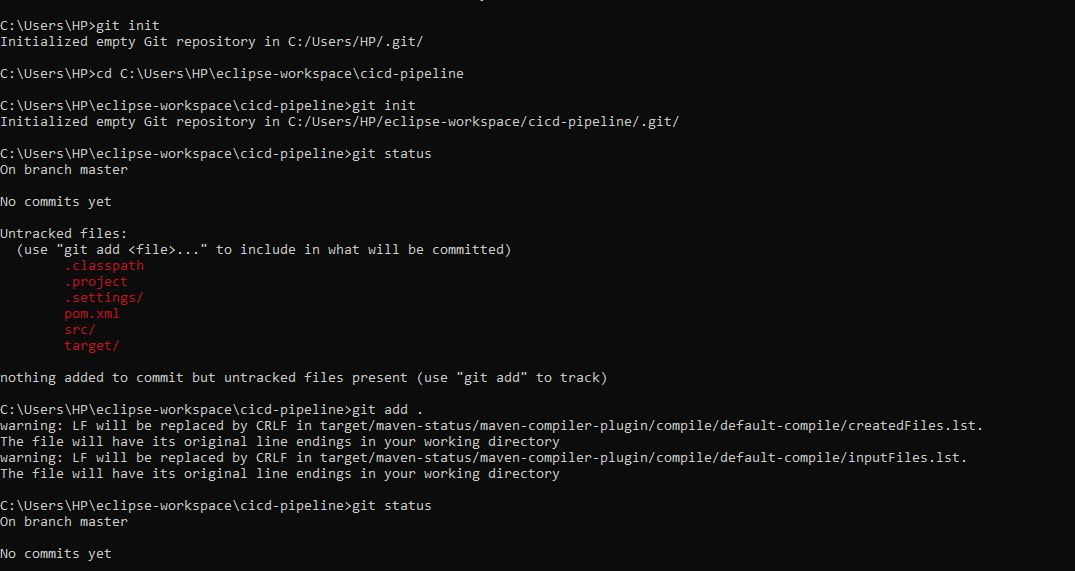 C:\Users\HP>git init
Initialized empty Git repository in C:/Users/HP/.git/
C:\Users\HP>cd C:\Users\HP\eclipse-workspace\cicd-pipeline
C:\Users\HP\eclipse-workspace\cicd-pipeline>git init
Initialized empty Git repository in C:/Users/HP/eclipse-workspace/cicd-pipeline/.git/
C:\Users\HP\eclipse-workspace\cicd-pipeline>git status
On branch master
No commits yet
Untracked files:
  (use "git add <file>..." to include in what will be committed)
        .classpath
        .project
        .settings/
        pom.xml
        src/
        target/
nothing added to commit but untracked files present (use "git add" to track)
C:\Users\HP\eclipse-workspace\cicd-pipeline>git add .
warning: LF will be replaced by CRLF in target/maven-status/maven-compiler-plugin/compile/default-compile/createdFiles.lst.
The file will have its original line endings in your working directory
warning: LF will be replaced by CRLF in target/maven-status/maven-compiler-plugin/compile/default-compile/inputFiles.lst.
The file will have its original line endings in your working directory
C:\Users\HP\eclipse-workspace\cicd-pipeline>git status
On branch master
No commits yet